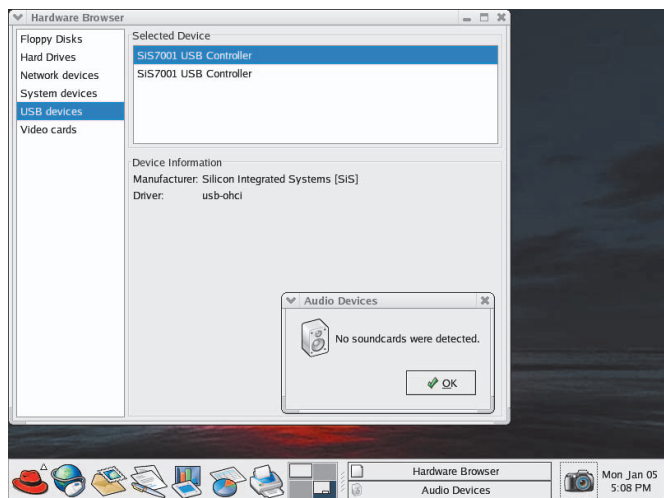 Hardware Browser
Floppy Disks
Hard Drives
Network devices
System devices
USB devices
Video cards
Selected Device
SiS7001 USB Controller
SiS7001 USB Controller
Device Information
Manufacturer: Silicon Integrated Systems [SiS]
Driver: usb-ohci
Audio Devices
No soundcards were detected.
OK
Hardware Browser
Audio Devices
Mon Jan 05
5:08 PM